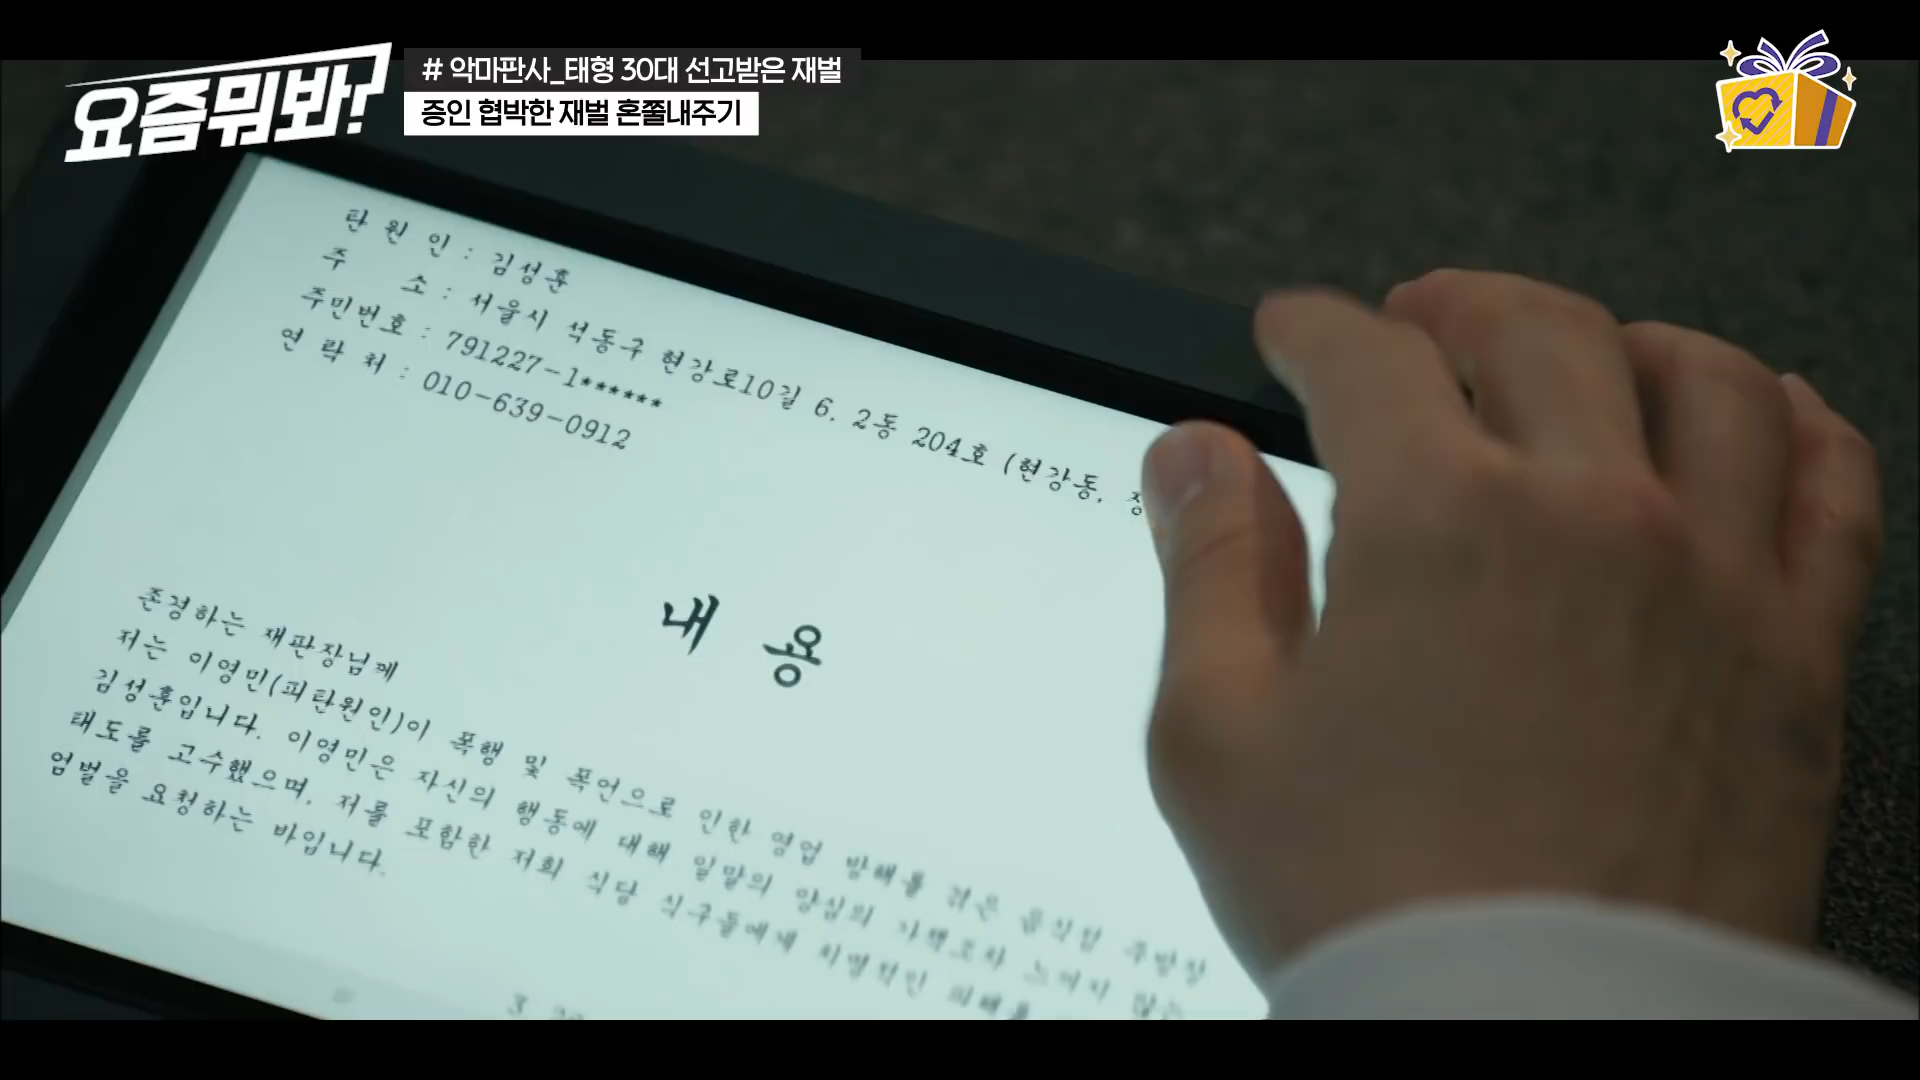 요즘뭐봐?
# 악마판사_태형 30대 선고받은 재벌
증인 협박한 재벌 혼쭐내주기
탄 원 인 : 김성훈
주 소 : 서울시 석동구 현강로10길 6. 2동 204호 (현강동,
주민번호 : 791227-1******
연 락 처 : 010-639-0912
내 용
존경하는 재판장님께
저는 이영민(피탄원인)이 폭행 및 폭언으로 인한 영업 방해를 겪은 음식업 주방장
김성훈입니다. 이영민은 자신의 행동에 대해 일말의 양심의 가책조차 느끼지 않는
태도를 고수했으며, 저를 포함한 저희 식당 식구들에게 치명적인 피해를
엄벌을 요청하는 바입니다.